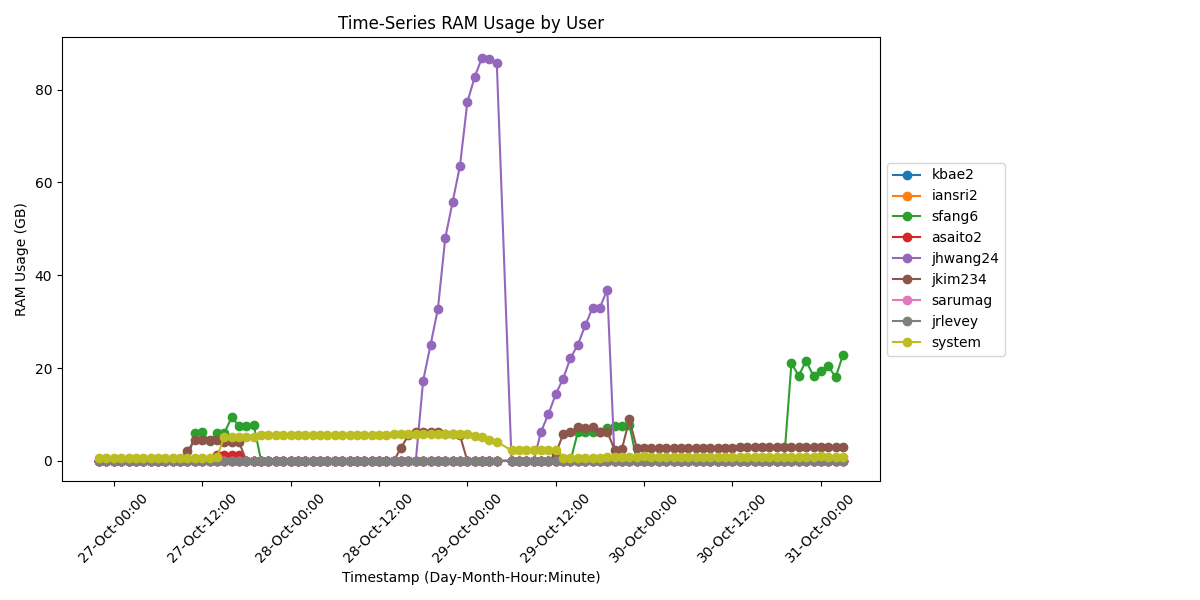 Time-Series RAM Usage by User
RAM Usage (GB)
80
60
40
20
0
27-Oct-00:00
27-Oct-12:00
28-Oct-00:00
28-Oct-12:00
29-Oct-00:00
29-Oct-12:00
30-Oct-00:00
30-Oct-12:00
31-Oct-00:00
Timestamp (Day-Month-Hour:Minute)
kbae2
iansri2
sfang6
asaito2
jhwang24
jkim234
sarumag
jrlevey
system